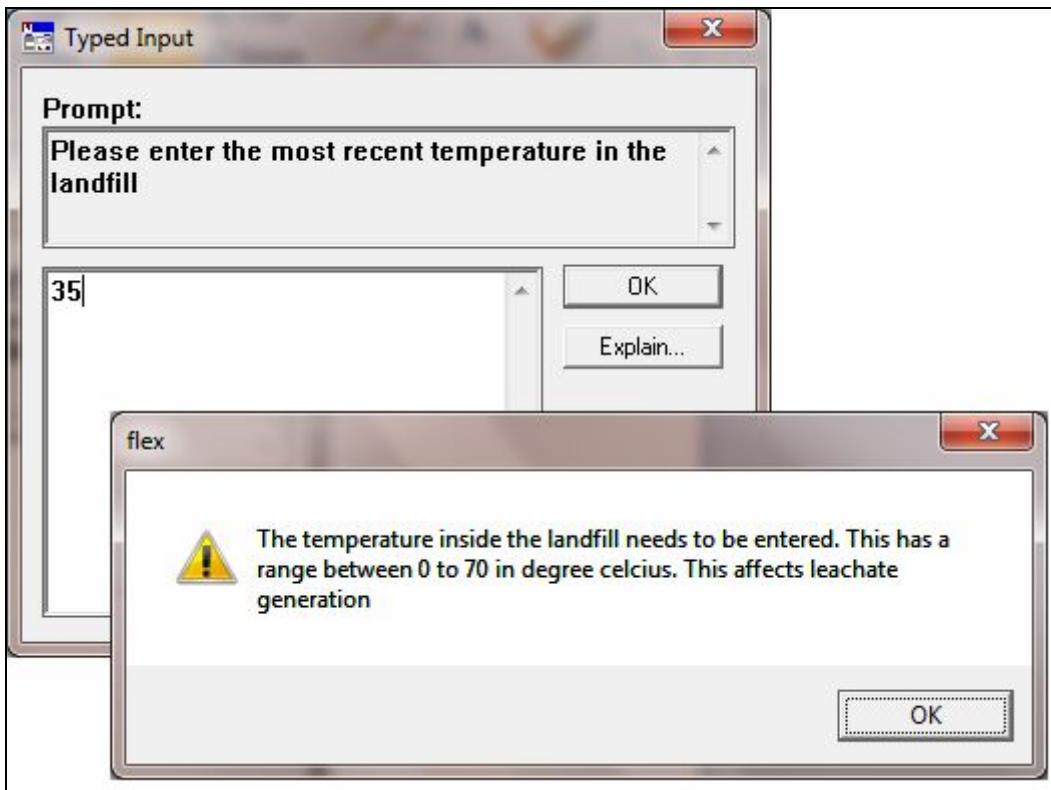 Typed Input
Prompt:
Please enter the most recent temperature in the
landfill
35
OK
Explain...
flex
The temperature inside the landfill needs to be entered. This has a
range between 0 to 70 in degree celcius. This affects leachate
generation
OK